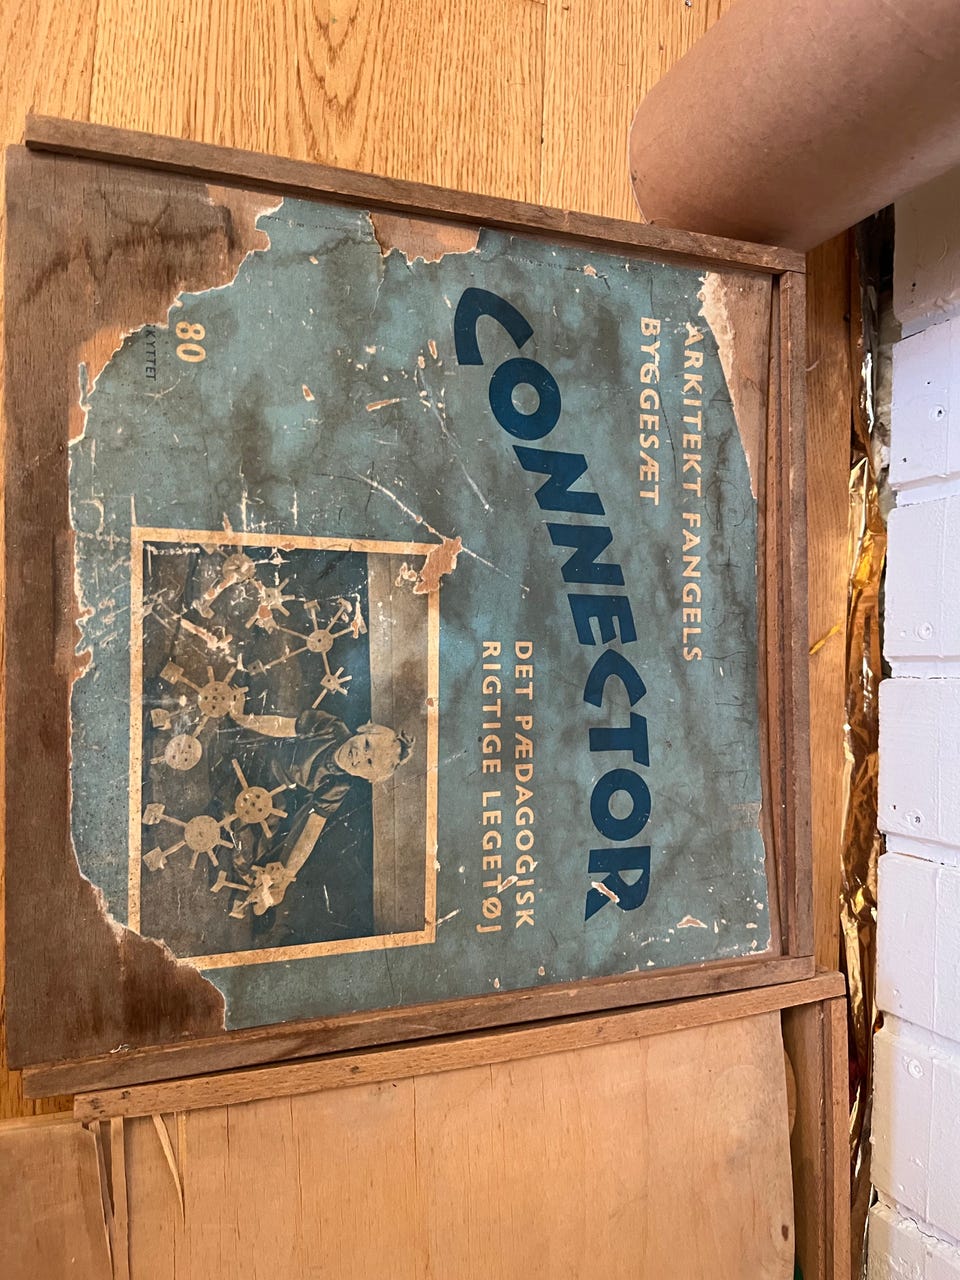 ARKITEKT FANGELS
BYGGESÆT
CONNECTOR
DET PÆDAGOGISK
RIGTIGE LEGETØJ
80